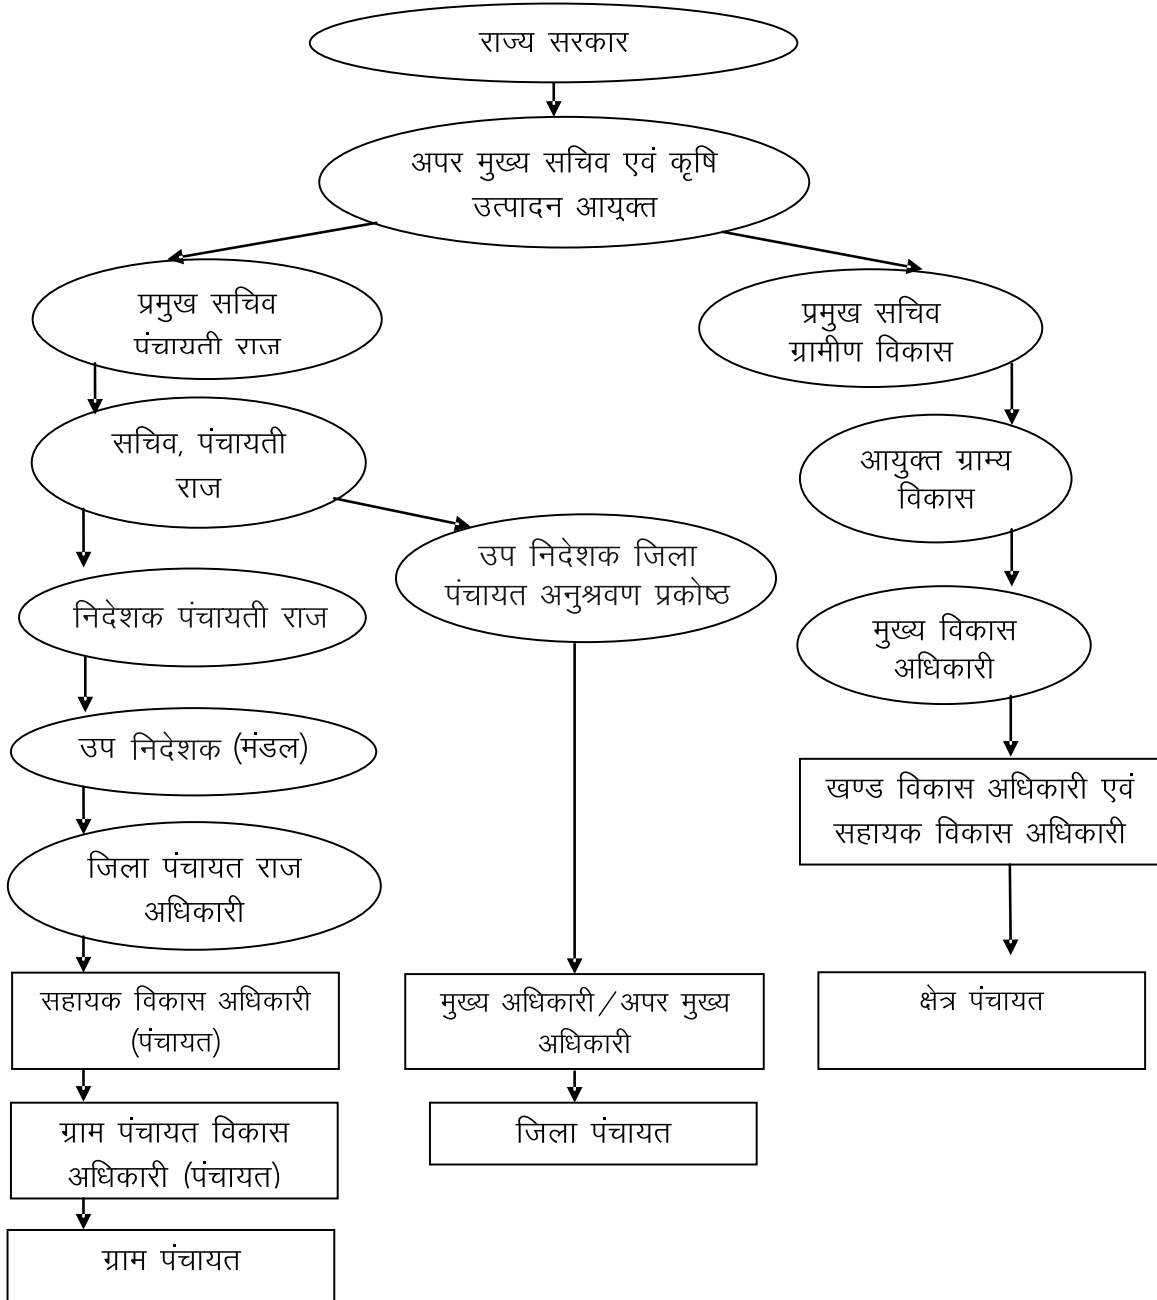 राज्य सरकार
अपर मुख्य सचिव एवं कृषि
उत्पादन आयुक्त
प्रमुख सचिव
पंचायती राज
प्रमुख सचिव
ग्रामीण विकास
सचिव, पंचायती
राज
आयुक्त ग्राम्य
विकास
उप निदेशक जिला
पंचायत अनुश्रवण प्रकोष्ठ
निदेशक पंचायती राज
मुख्य विकास
अधिकारी
उप निदेशक (मंडल)
खण्ड विकास अधिकारी एवं
सहायक विकास अधिकारी
जिला पंचायत राज
अधिकारी
सहायक विकास अधिकारी
(पंचायत)
मुख्य अधिकारी/अपर मुख्य
अधिकारी
क्षेत्र पंचायत
ग्राम पंचायत विकास
अधिकारी (पंचायत)
जिला पंचायत
ग्राम पंचायत